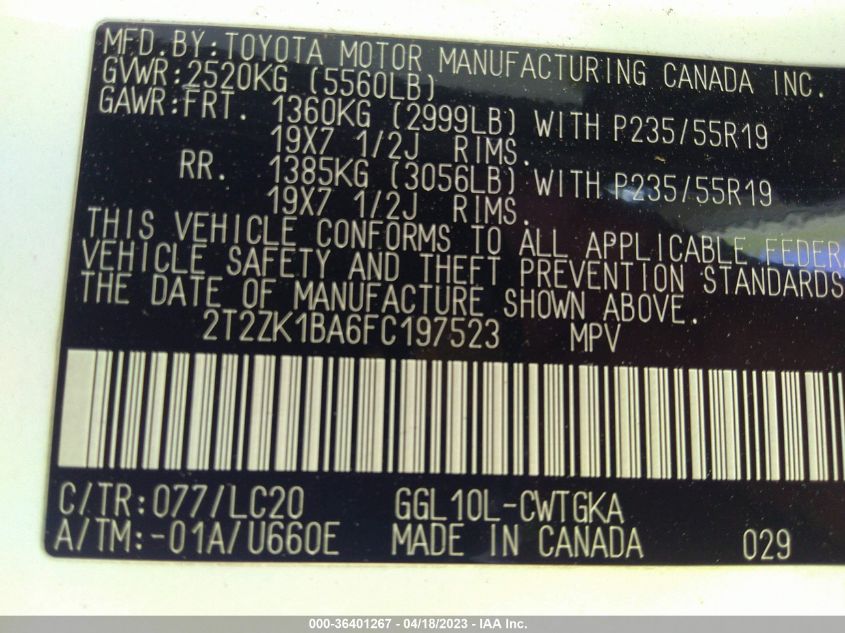 MFD.BY:TOYOTA MOTOR MANUFACTURING CANADA INC.
GVWR:2520KG (5560LB)
GAWR:FRT. 1360KG (2999LB) WITH P235/55R19
19X7 1/2J RIMS.
RR. 1385KG (3056LB) WITH P235/55R19
19X7 1/2J RIMS.
THIS VEHICLE CONFORMS TO ALL APPLICABLE FEDERA
VEHICLE SAFETY AND THEFT PREVENTION STANDARDS
THE DATE OF MANUFACTURE SHOWN ABOVE.
2T2ZK1BA6FC197523 MPV
C/TR:077/LC20 GGL10L-CWTGKA
A/TM:-01A/U660E MADE IN CANADA 029
000-36401267 - 04/18/2023 - IAA Inc.